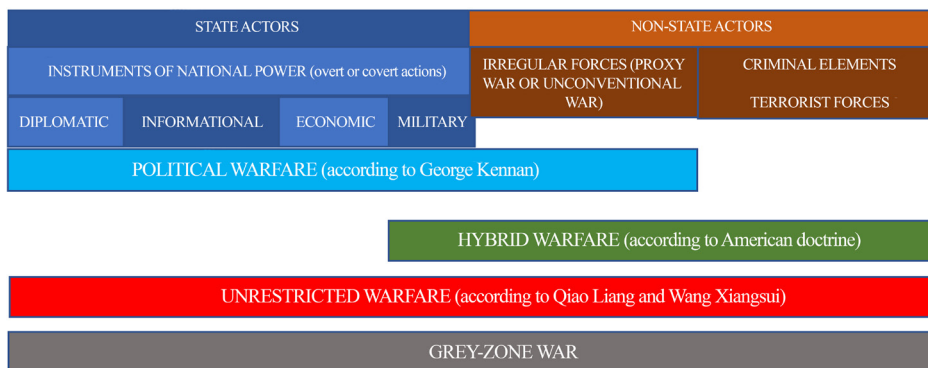 STATE ACTORS
NON-STATE ACTORS
INSTRUMENTS OF NATIONAL POWER (overt or covert actions)
IRREGULAR FORCES (PROXY
WAR OR UNCONVENTIONAL
WAR)
CRIMINAL ELEMENTS
TERRORIST FORCES
DIPLOMATIC
INFORMATIONAL
ECONOMIC
MILITARY
POLITICAL WARFARE (according to George Kennan)
HYBRID WARFARE (according to American doctrine)
UNRESTRICTED WARFARE (according to Qiao Liang and Wang Xiangsui)
GREY-ZONE WAR